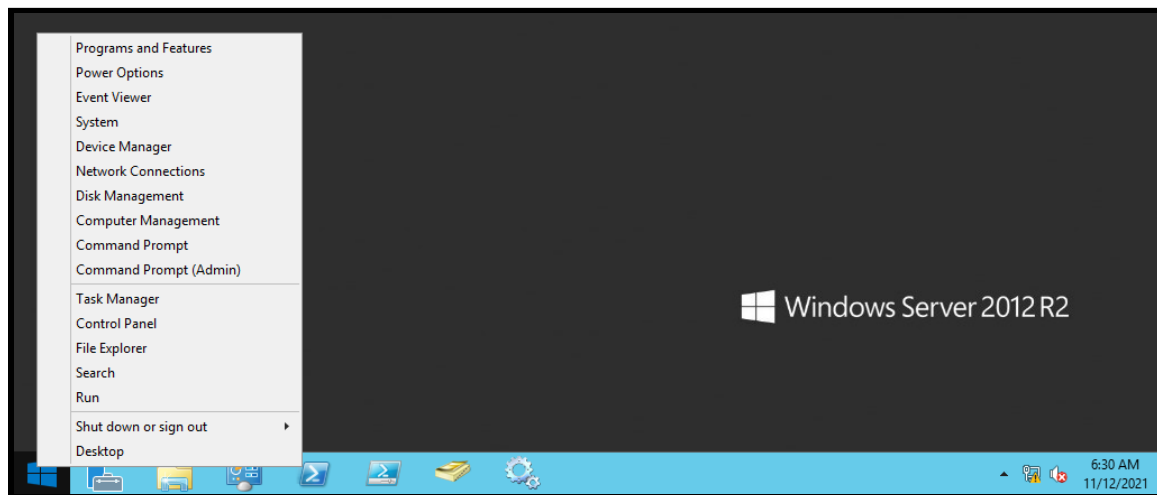 Programs and Features
Power Options
Event Viewer
System
Device Manager
Network Connections
Disk Management
Computer Management
Command Prompt
Command Prompt (Admin)
Task Manager
Control Panel
File Explorer
Search
Run
Shut down or sign out
Desktop
Windows Server 2012 R2
6:30 AM
11/12/2021